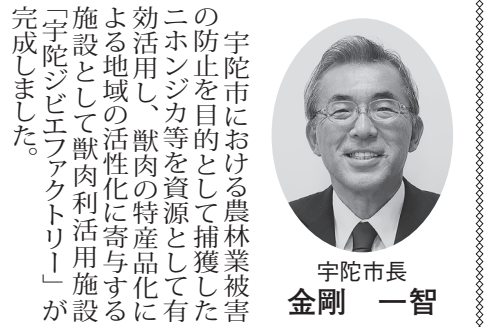 宇陀市における農林業被害
の防止を目的として捕獲した
ニホンジカ等を資源として有
効活用し、獣肉の特産品化に
よる地域の活性化に寄与する
施設として獣肉利活用施設
「宇陀ジビエファクトリー」が
完成しました。
宇陀市長
金剛　一智